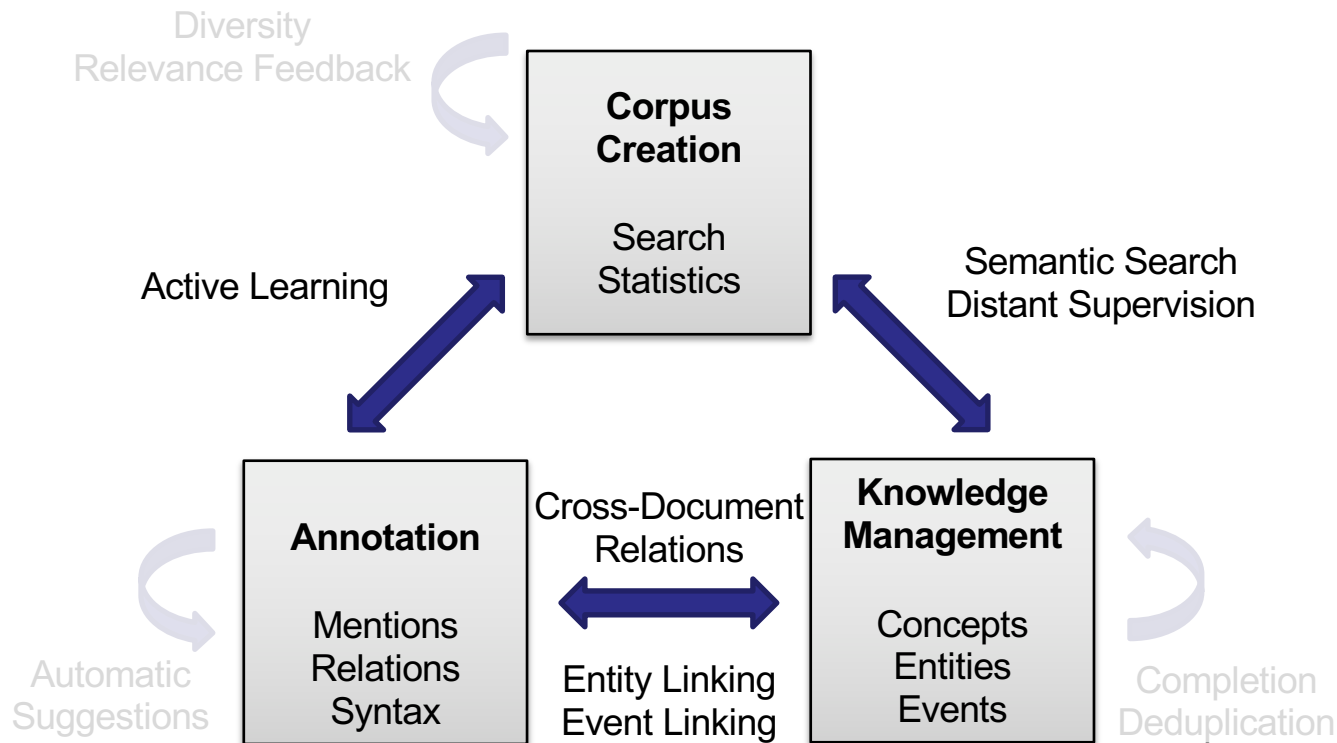 Diversity
Relevance Feedback
Corpus
Creation
Search
Statistics
Active Learning
Semantic Search
Distant Supervision
Annotation
Mentions
Relations
Syntax
Cross-Document
Relations
Entity Linking
Event Linking
Knowledge
Management
Concepts
Entities
Events
Automatic
Suggestions
Completion
Deduplication